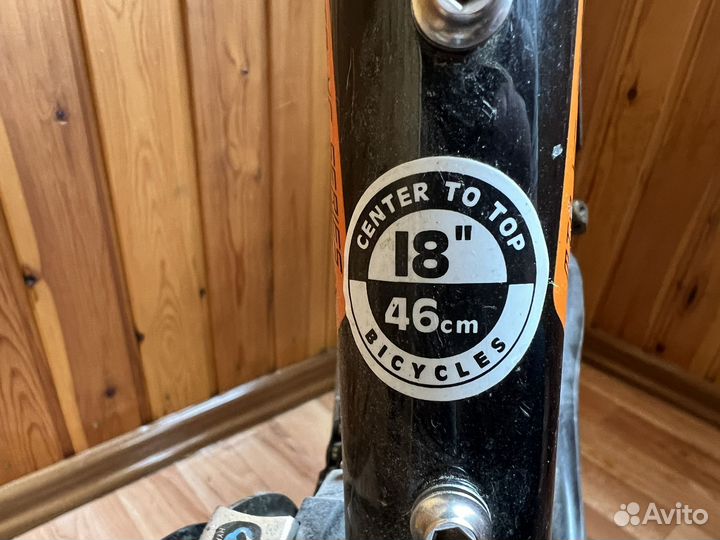 CENTER TO TOP
18"
46cm
BICYCLES
Avito